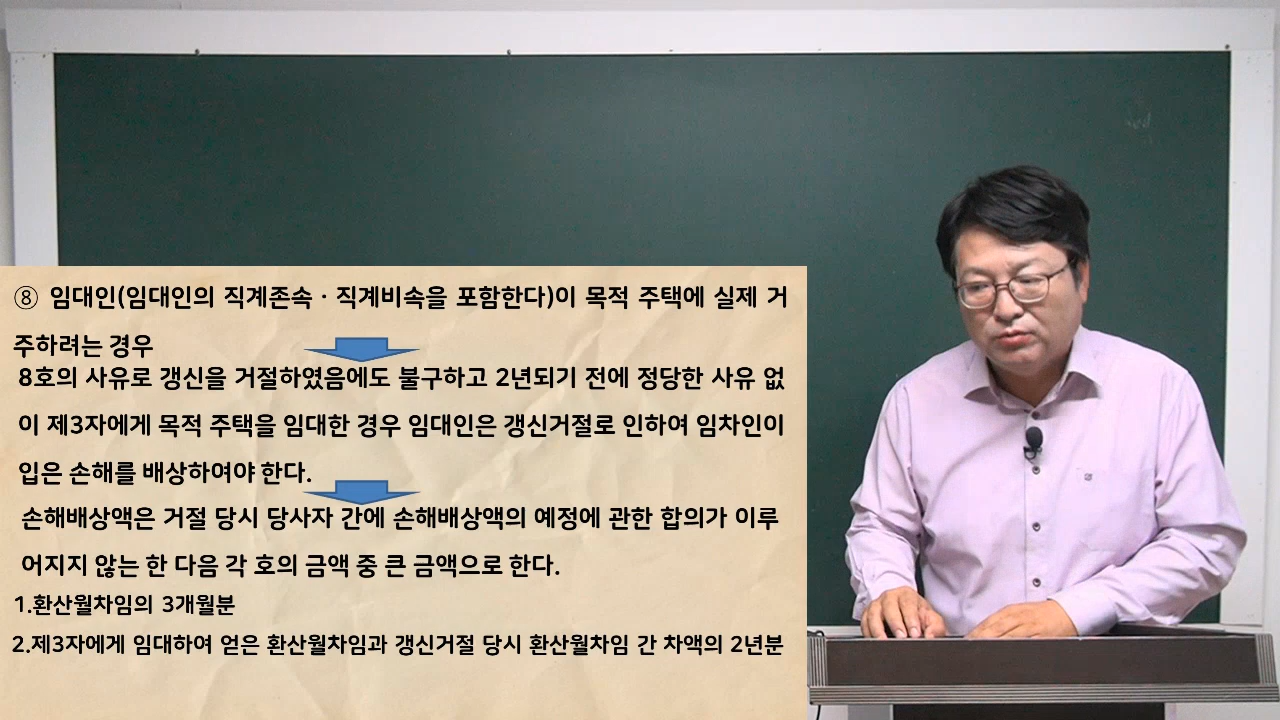 ⑧ 임대인(임대인의 직계존속 · 직계비속을 포함한다)이 목적 주택에 실제 거
주하려는 경우
8호의 사유로 갱신을 거절하였음에도 불구하고 2년되기 전에 정당한 사유 없
이 제3자에게 목적 주택을 임대한 경우 임대인은 갱신거절로 인하여 임차인이
입은 손해를 배상하여야 한다.
손해배상액은 거절 당시 당사자 간에 손해배상액의 예정에 관한 합의가 이루
어지지 않는 한 다음 각 호의 금액 중 큰 금액으로 한다.
1.환산월차임의 3개월분
2.제3자에게 임대하여 얻은 환산월차임과 갱신거절 당시 환산월차임 간 차액의 2년분